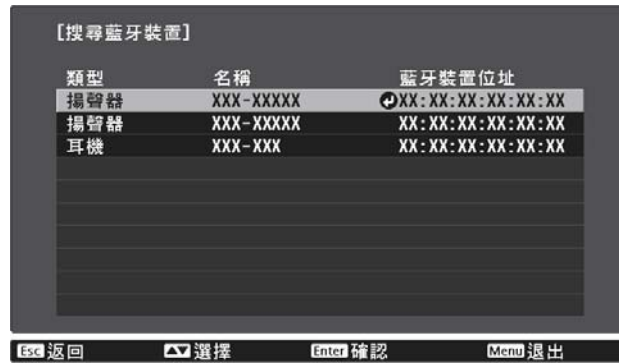 [搜尋藍牙裝置]
類型 名稱 藍牙裝置位址
揚聲器 XXX-XXXXX XX:XX:XX:XX:XX:XX
揚聲器 XXX-XXXXX XX:XX:XX:XX:XX:XX
耳機 XXX-XXX XX:XX:XX:XX:XX:XX
Esc 返回 選擇 Enter 確認 Menu 退出